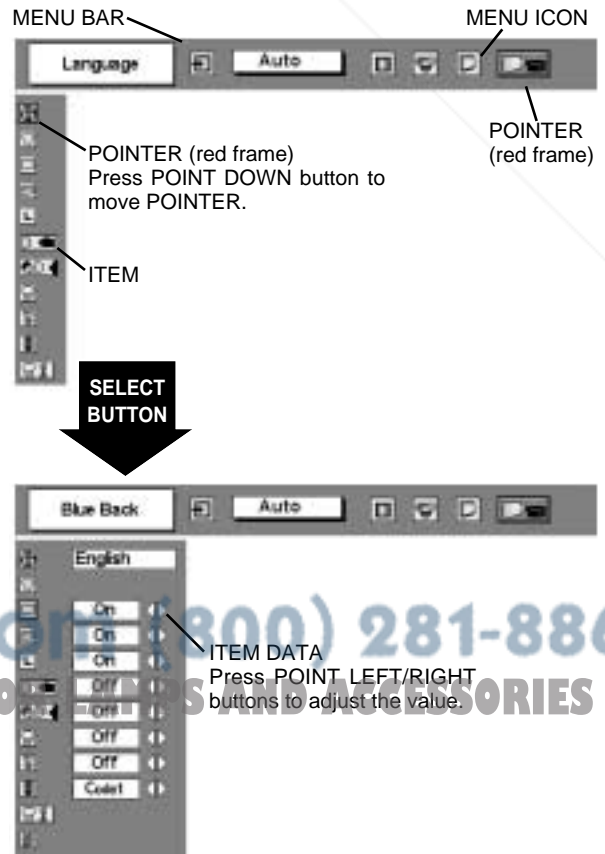 MENU BAR
MENU ICON
Language
Auto
POINTER
(red frame)
POINTER (red frame)
Press POINT DOWN button to
move POINTER.
ITEM
SELECT
BUTTON
Blue Back
Auto
English
On
On
On
Off
Off
Off
Off
om (800) 281-886
ITEM DATA
Press POINT LEFT/RIGHT
buttons to adjust the value.
S AND ACCESSORIES